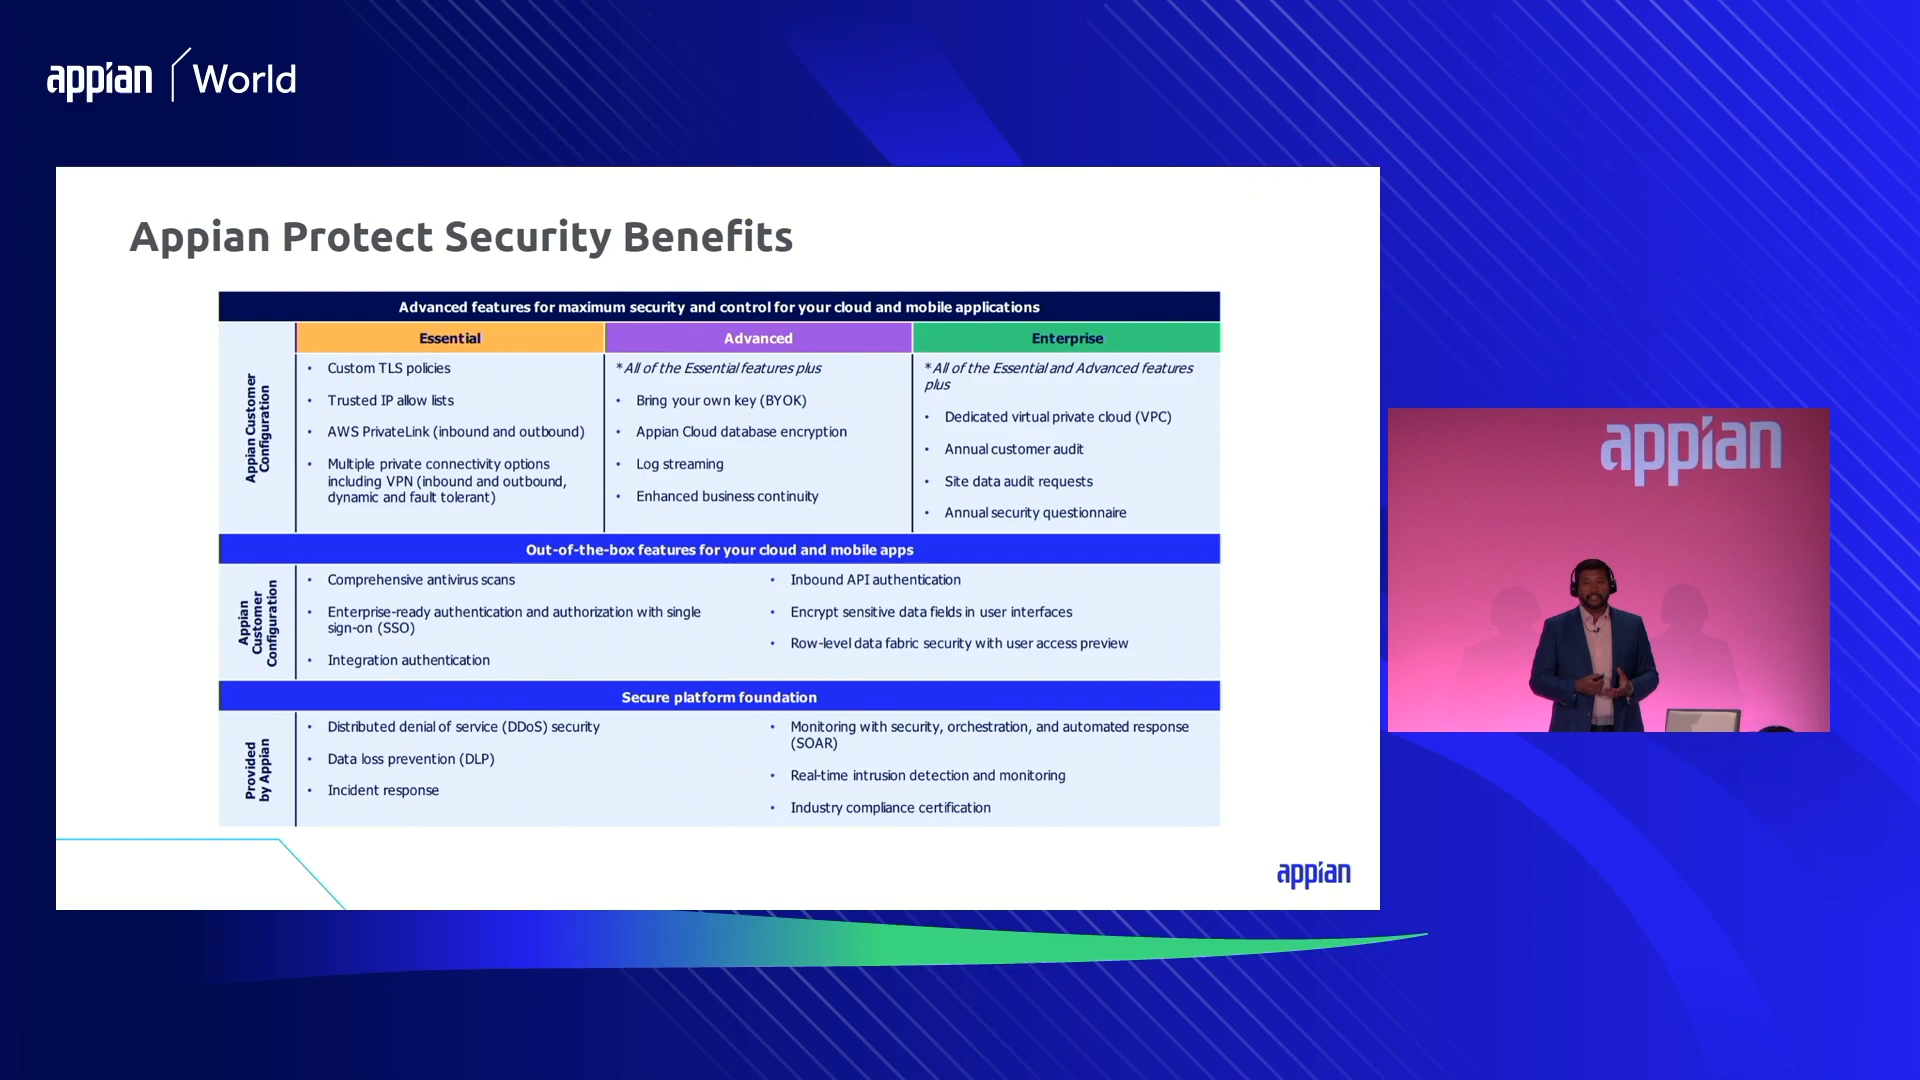 appian World
Appian Protect Security Benefits
Advanced features for maximum security and control for your cloud and mobile applications
Appian Customer
Configuration
Essential
• Custom TLS policies
• Trusted IP allow lists
• AWS PrivateLink (inbound and outbound)
• Multiple private connectivity options
including VPN (inbound and outbound,
dynamic and fault tolerant)
Advanced
*All of the Essential features plus
• Bring your own key (BYOK)
• Appian Cloud database encryption
• Log streaming
• Enhanced business continuity
Enterprise
*All of the Essential and Advanced features
plus
• Dedicated virtual private cloud (VPC)
• Annual customer audit
• Site data audit requests
• Annual security questionnaire
Out-of-the-box features for your cloud and mobile apps
Appian
Customer
Configuration
• Comprehensive antivirus scans
• Enterprise-ready authentication and authorization with single
sign-on (SSO)
• Integration authentication
• Inbound API authentication
• Encrypt sensitive data fields in user interfaces
• Row-level data fabric security with user access preview
Secure platform foundation
Provided
by Appian
• Distributed denial of service (DDoS) security
• Data loss prevention (DLP)
• Incident response
• Monitoring with security, orchestration, and automated response
(SOAR)
• Real-time intrusion detection and monitoring
• Industry compliance certification
appian
appian